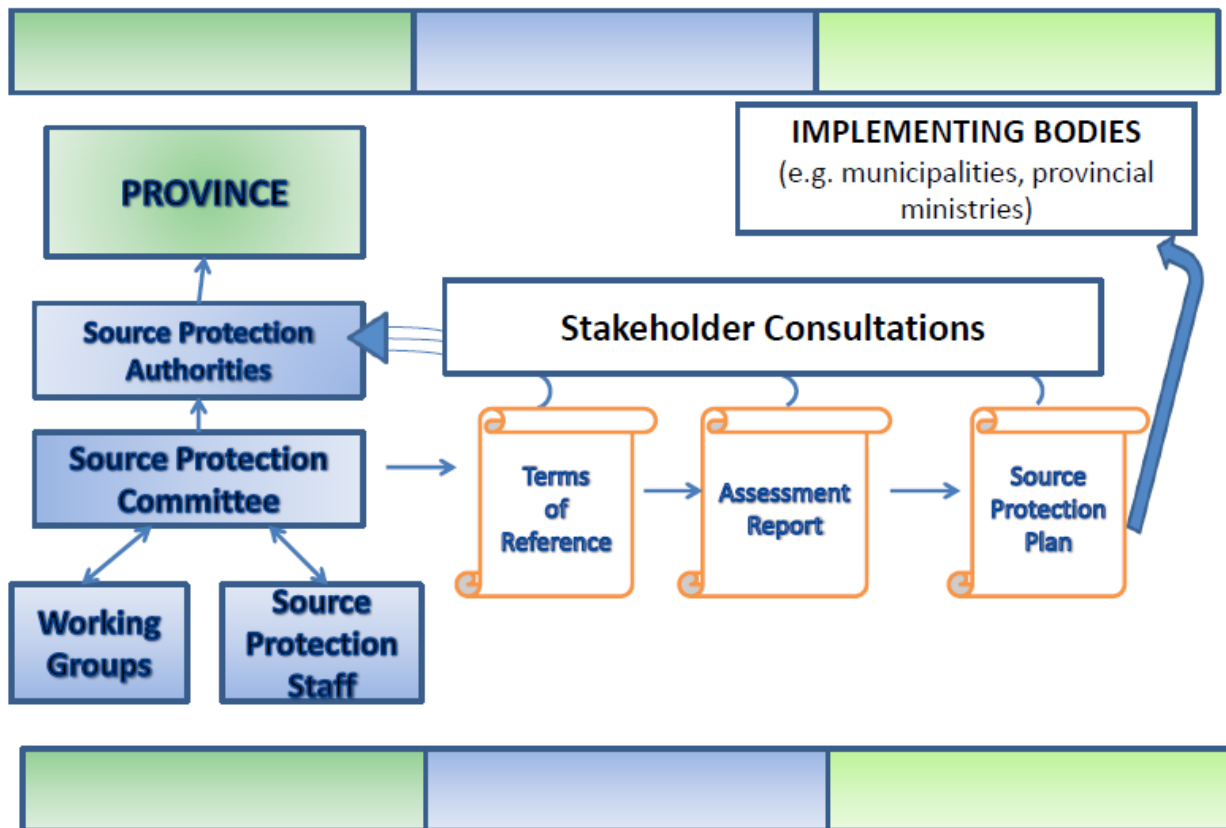 IMPLEMENTING BODIES
(e.g. municipalities, provincial
ministries)
PROVINCE
Source Protection
Authorities
Stakeholder Consultations
Source Protection
Committee
Terms
of
Reference
Assessment
Report
Source
Protection
Plan
Working
Groups
Source
Protection
Staff